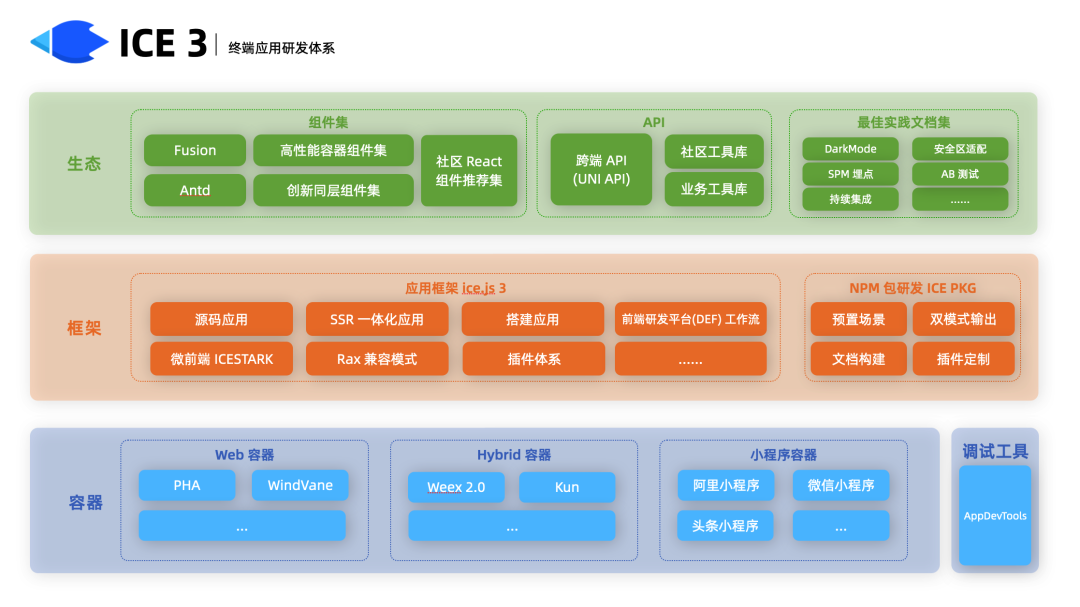 ICE 3
终端应用研发体系
生态
组件集
Fusion
高性能容器组件集
Antd
创新同层组件集
社区 React
组件推荐集
API
跨端 API
(UNI API)
社区工具库
业务工具库
最佳实践文档集
DarkMode
安全区适配
SPM 埋点
AB 测试
持续集成
......
框架
应用框架 ice.js 3
源码应用
SSR 一体化应用
搭建应用
前端研发平台(DEF) 工作流
微前端 ICESTARK
Rax 兼容模式
插件体系
......
NPM 包研发 ICE PKG
预置场景
双模式输出
文档构建
插件定制
容器
Web 容器
PHA
WindVane
...
Hybrid 容器
Weex 2.0
Kun
...
小程序容器
阿里小程序
微信小程序
头条小程序
...
调试工具
AppDevTools